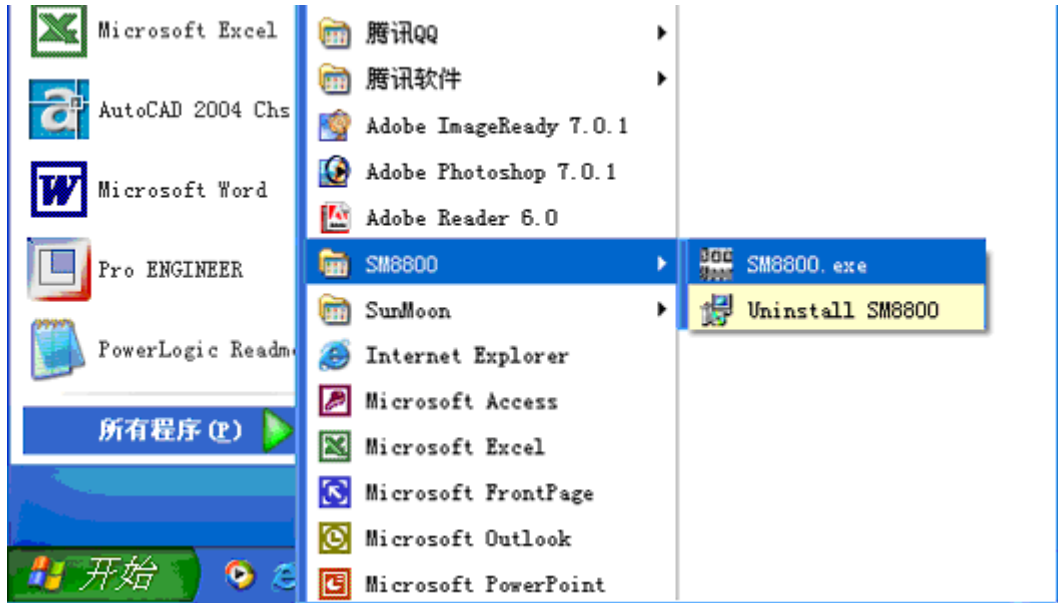 Microsoft Excel
AutoCAD 2004 Chs
Microsoft Word
Pro ENGINEER
PowerLogic Readm
所有程序(P)
开始
腾讯QQ
腾讯软件
Adobe ImageReady 7.0.1
Adobe Photoshop 7.0.1
Adobe Reader 6.0
SM8800
SunMoon
Internet Explorer
Microsoft Access
Microsoft Excel
Microsoft FrontPage
Microsoft Outlook
Microsoft PowerPoint
SM8800.exe
Uninstall SM8800